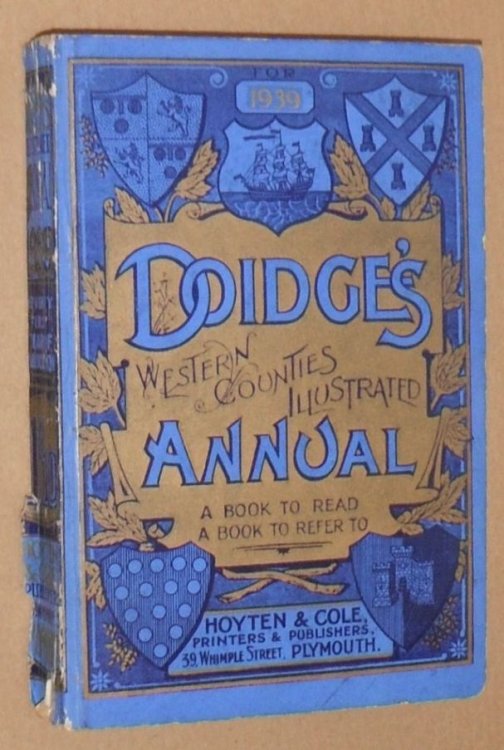 FOR
1939
DOIDGE'S
WESTERN
COUNTIES
ILLUSTRATED
ANNUAL
A BOOK TO READ
A BOOK TO REFER TO
HOYTEN & COLE,
PRINTERS & PUBLISHERS,
39, WHIMPLE STREET, PLYMOUTH.